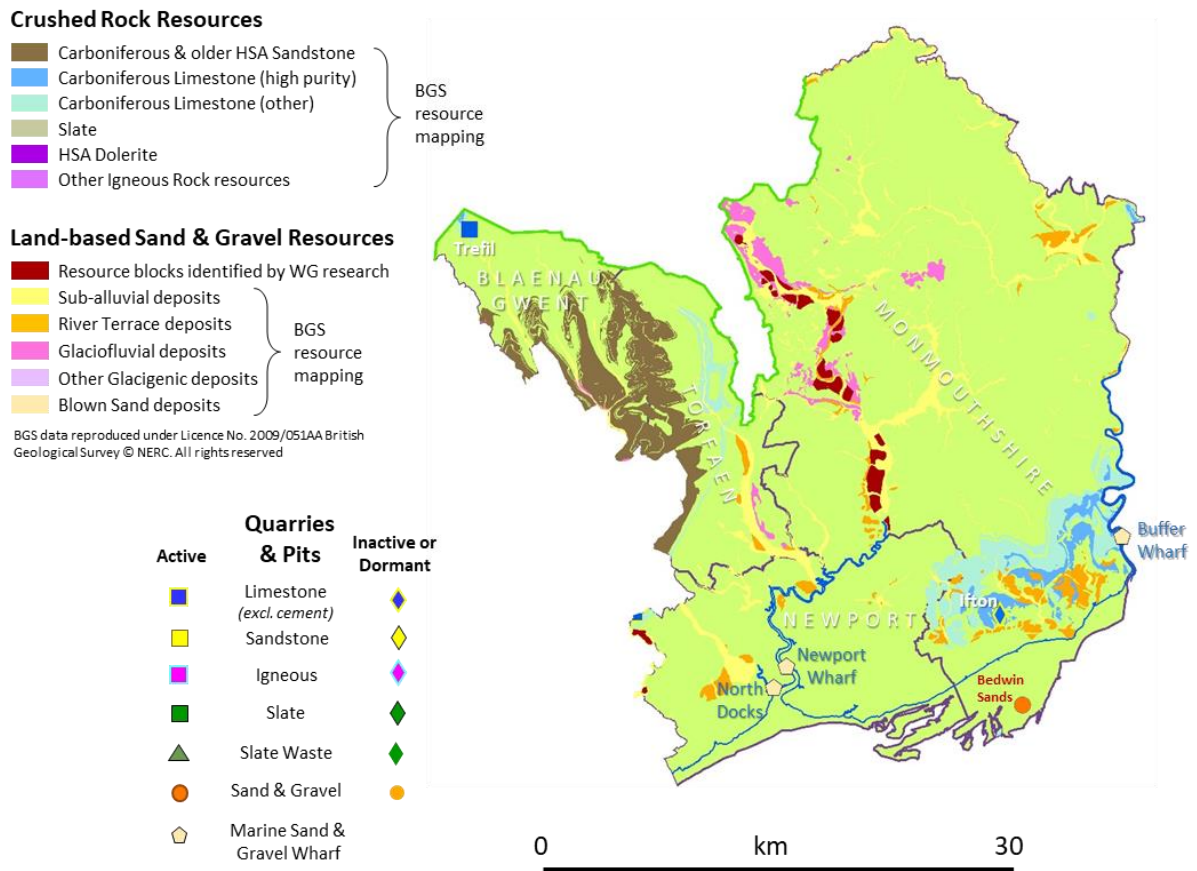 Crushed Rock Resources
Carboniferous & older HSA Sandstone
Carboniferous Limestone (high purity)
Carboniferous Limestone (other)
Slate
HSA Dolerite
Other Igneous Rock resources
BGS
resource
mapping
Land-based Sand & Gravel Resources
Resource blocks identified by WG research
Sub-alluvial deposits
River Terrace deposits
Glaciofluvial deposits
Other Glacigenic deposits
Blown Sand deposits
BGS
resource
mapping
BGS data reproduced under Licence No. 2009/051AA British
Geological Survey © NERC. All rights reserved
Quarries
& Pits
Active
Inactive or
Dormant
Limestone
(excl. cement)
Sandstone
Igneous
Slate
Slate Waste
Sand & Gravel
Marine Sand &
Gravel Wharf
Trefil
BLAENAU
GWENT
TORFAEN
MONMOUTHSHIRE
Buffer
Wharf
Ifton
NEWPORT
Newport
Wharf
North
Docks
Bedwin
Sands
0 km 30